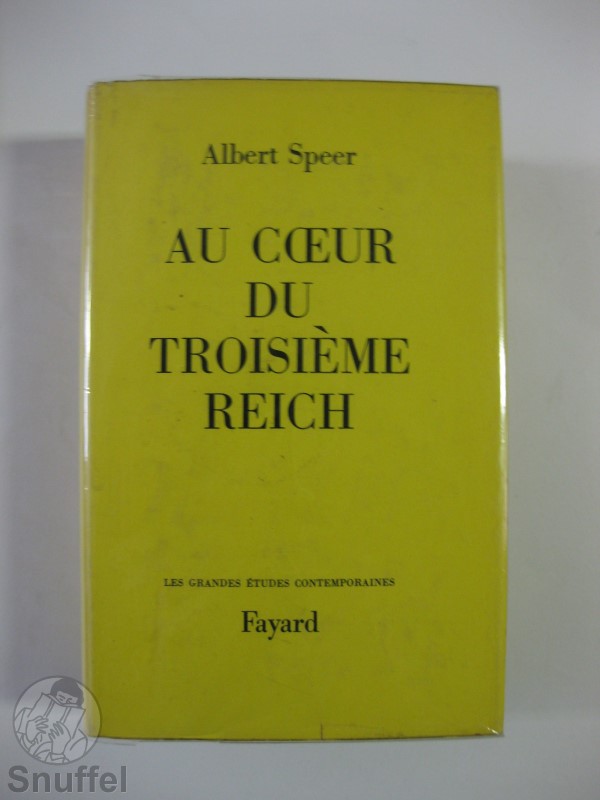 Albert Speer
AU CŒUR
DU
TROISIÈME
REICH
LES GRANDES ÉTUDES CONTEMPORAINES
Fayard
Snuffel